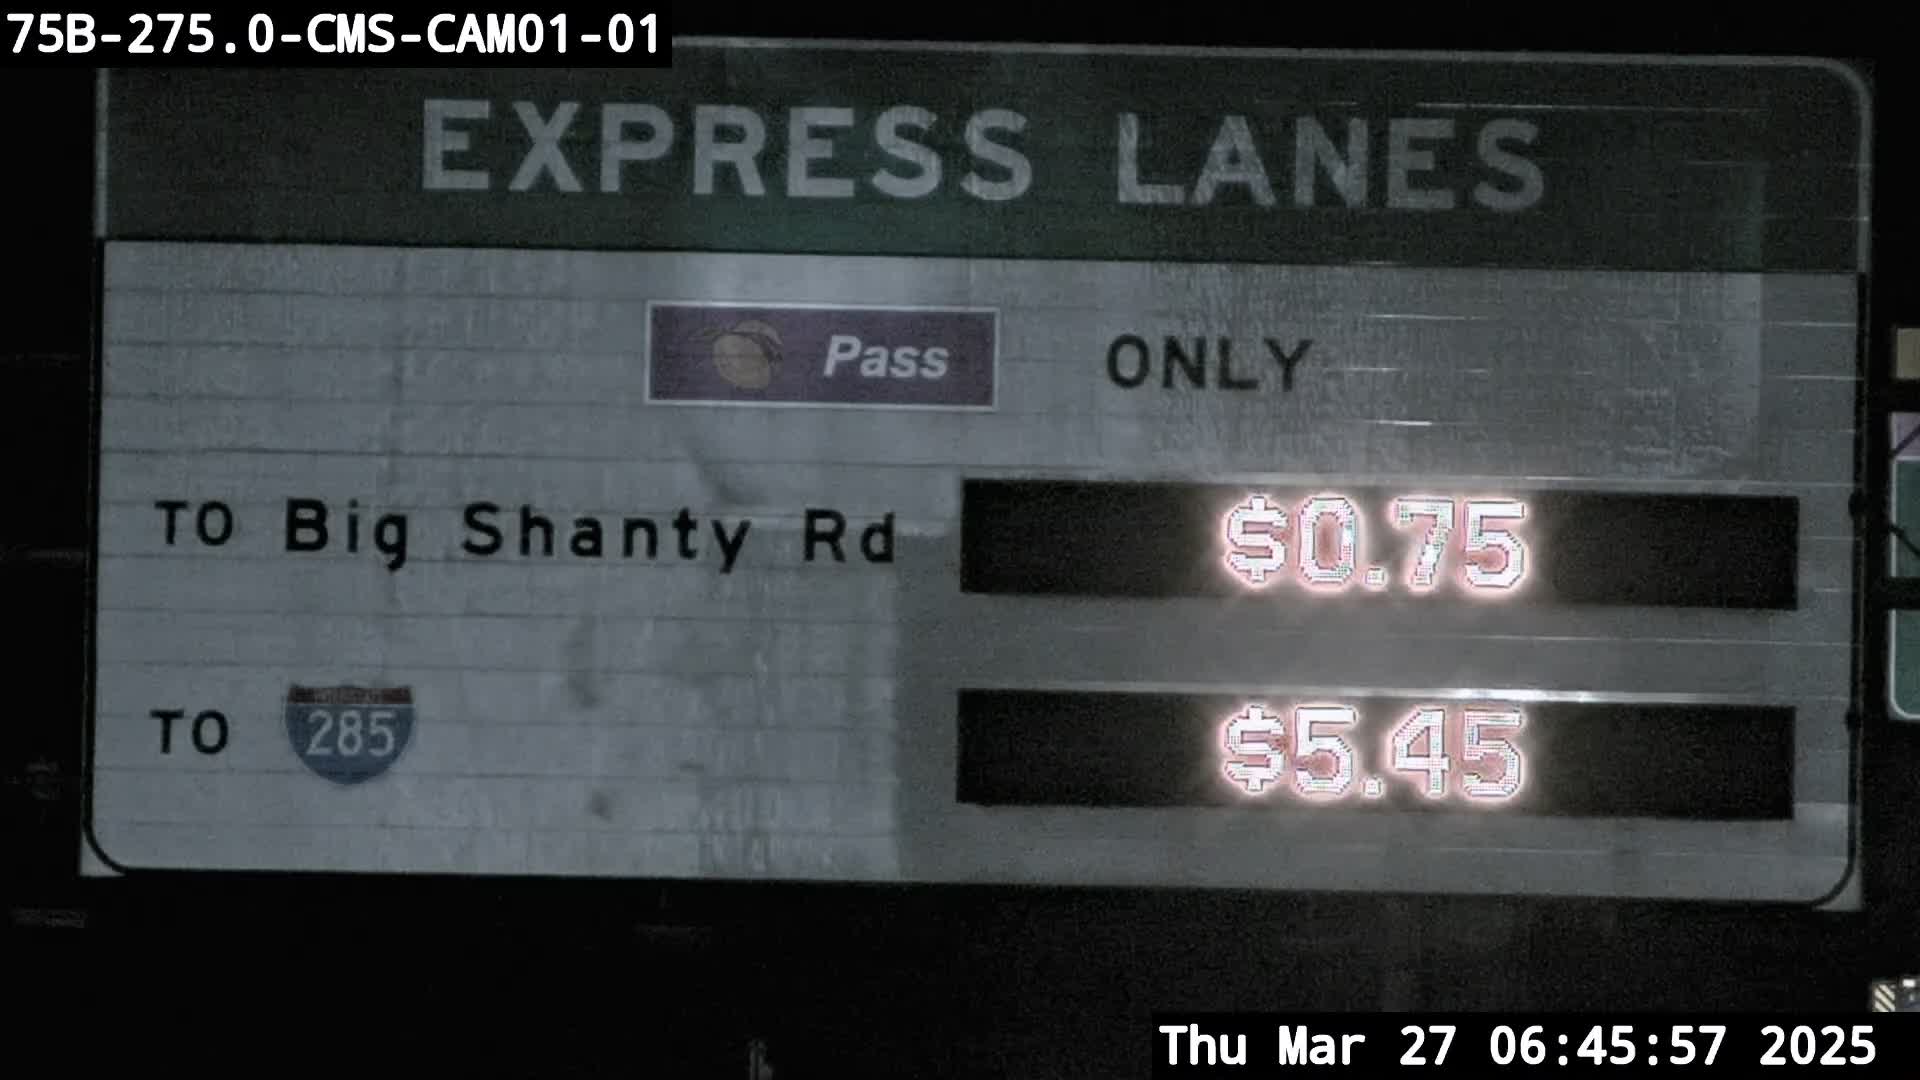 75B-275.0-CMS-CAM01-01
EXPRESS LANES
Pass ONLY
TO Big Shanty Rd $0.75
TO 285 $5.45
Thu Mar 27 06:45:57 2025